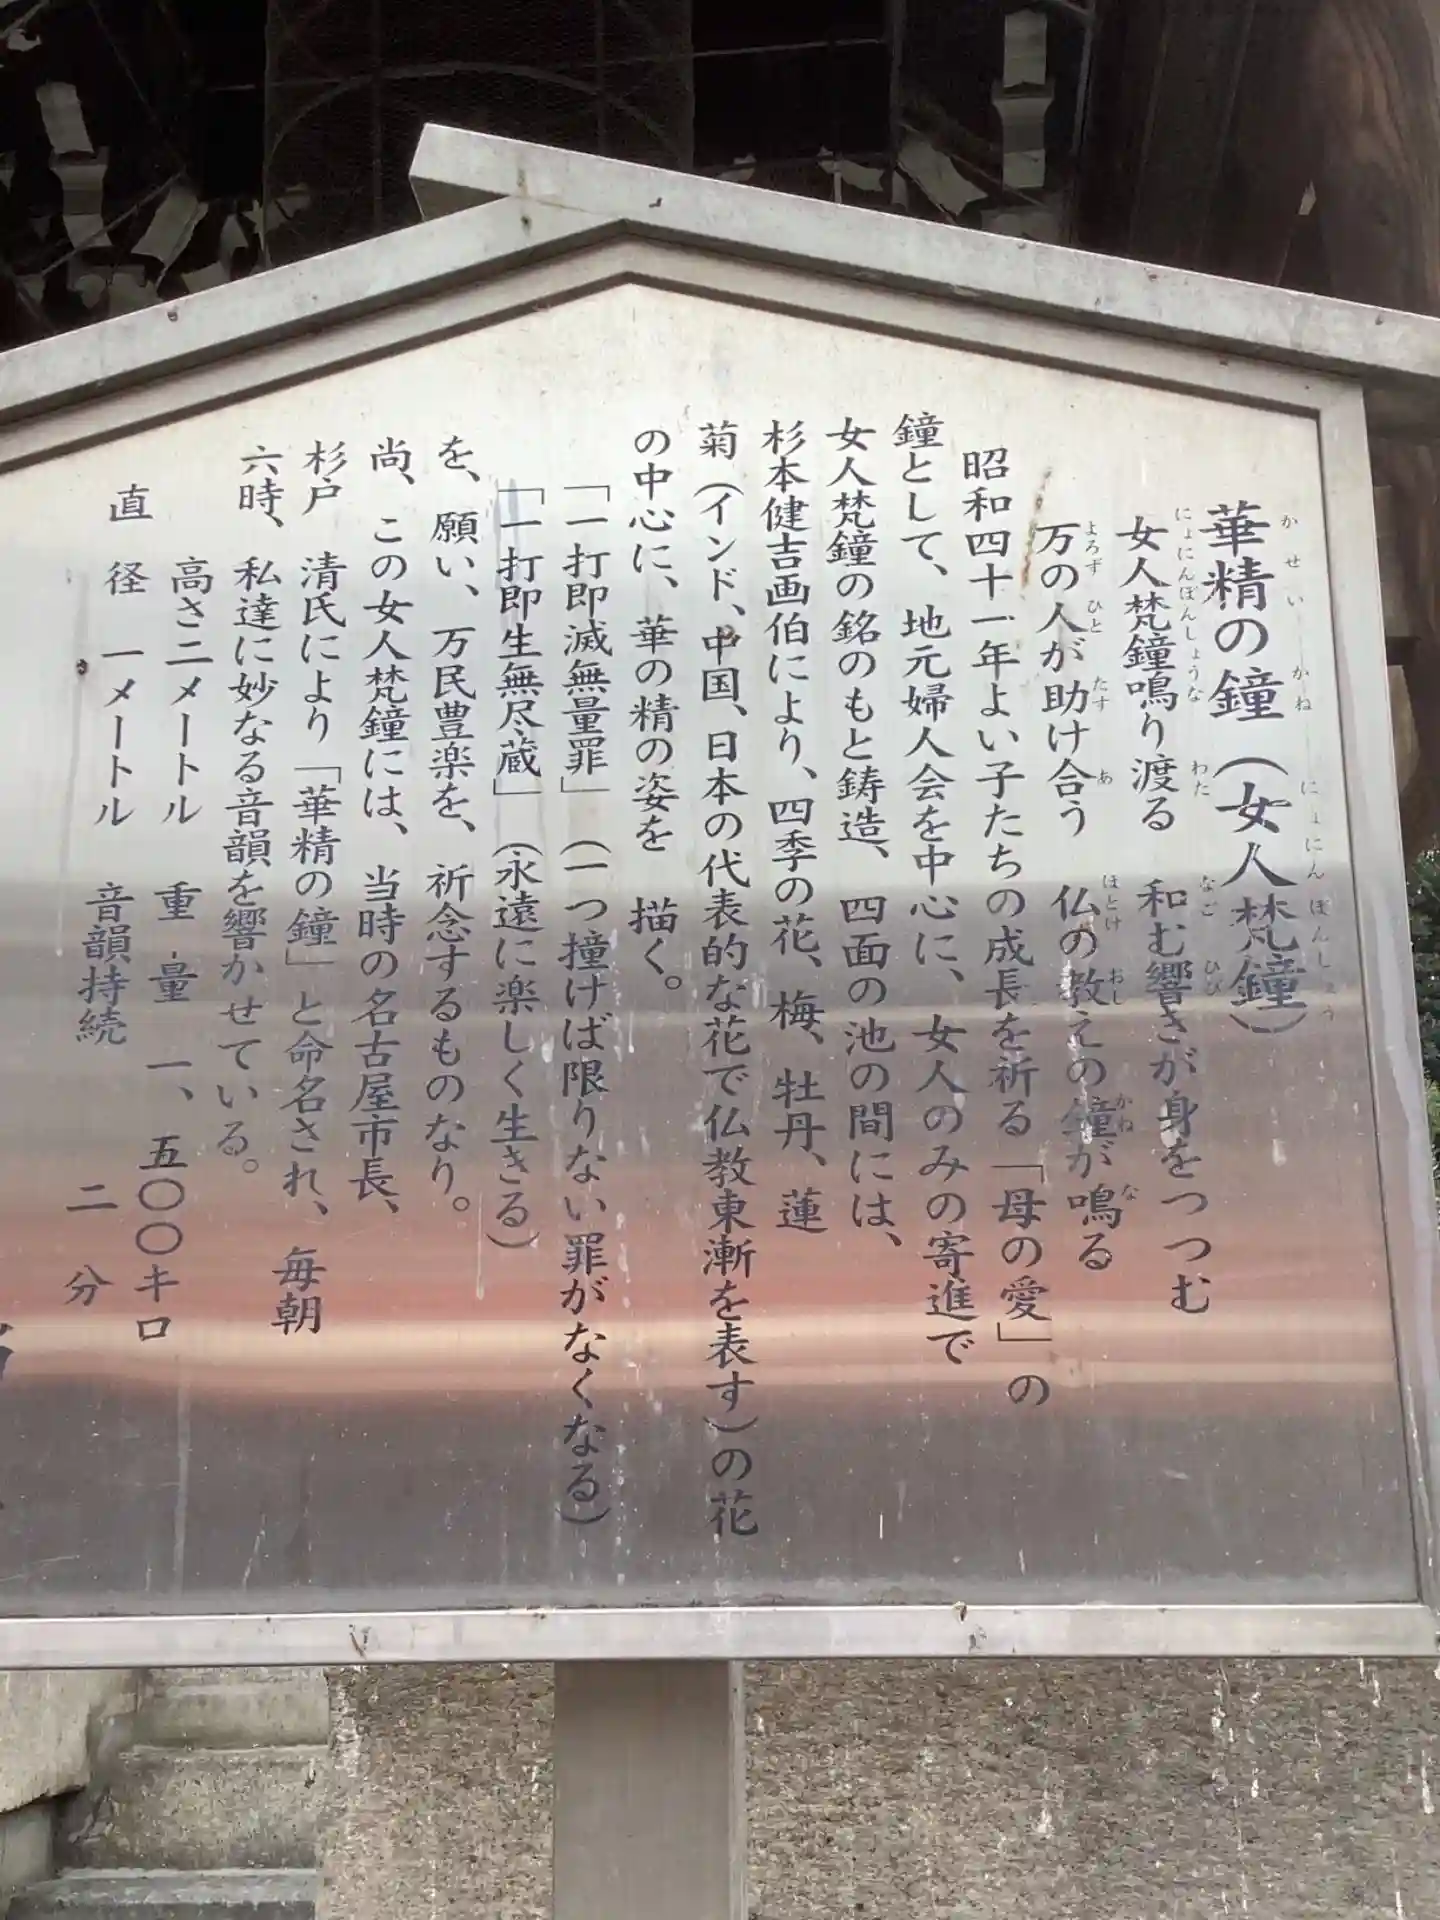 華精の鐘（女人梵鐘）
女人梵鐘鳴り渡る　和む響きが身をつつむ
万の人が助け合う　仏の教えの鐘が鳴る
昭和四十一年よい子たちの成長を祈る「母の愛」の
鐘として、地元婦人会を中心に、女人のみの寄進で
女人梵鐘の銘のもと鋳造、四面の池の間には、
杉本健吉画伯により、四季の花、梅、牡丹、蓮
菊（インド、中国、日本の代表的な花で仏教東漸を表す）の花
の中心に、華の精の姿を　描く。
「一打即滅無量罪」（一つ撞けば限りない罪がなくなる）
「一打即生無尽蔵」（永遠に楽しく生きる）
を、願い、万民豊楽を、祈念するものなり。
尚、この女人梵鐘には、当時の名古屋市長、
杉戸　清氏により「華精の鐘」と命名され、毎朝
六時、私達に妙なる音韻を響かせている。
高さ二メートル　重量　一、五〇〇キロ
直径　一メートル　音韻持続　二分